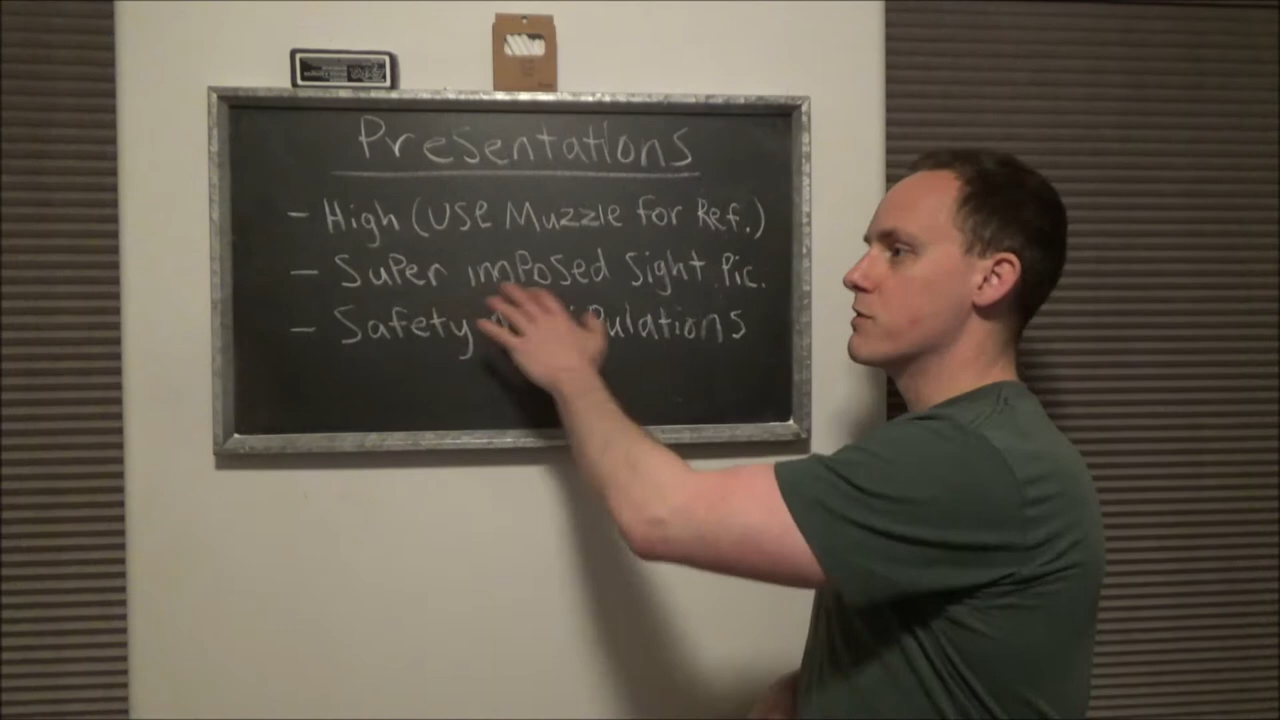 Presentations
- High (USE Muzzle for Ref.)
- Super imposed Sight Pic.
- Safety